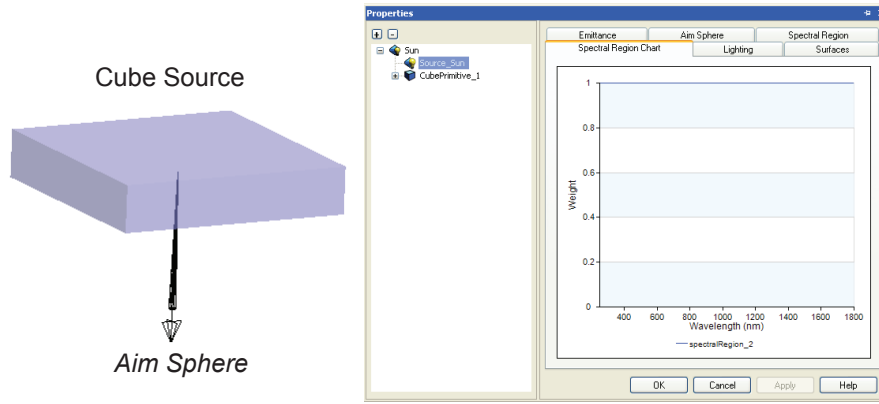 Cube Source
Aim Sphere
Properties
Sun
Source_Sun
CubePrimitive_1
Emittance
Aim Sphere
Spectral Region
Spectral Region Chart
Lighting
Surfaces
1
0.8
0.6
0.4
0.2
0
Weight
400 600 800 1000 1200 1400 1600 1800
Wavelength (nm)
spectralRegion_2
OK
Cancel
Apply
Help